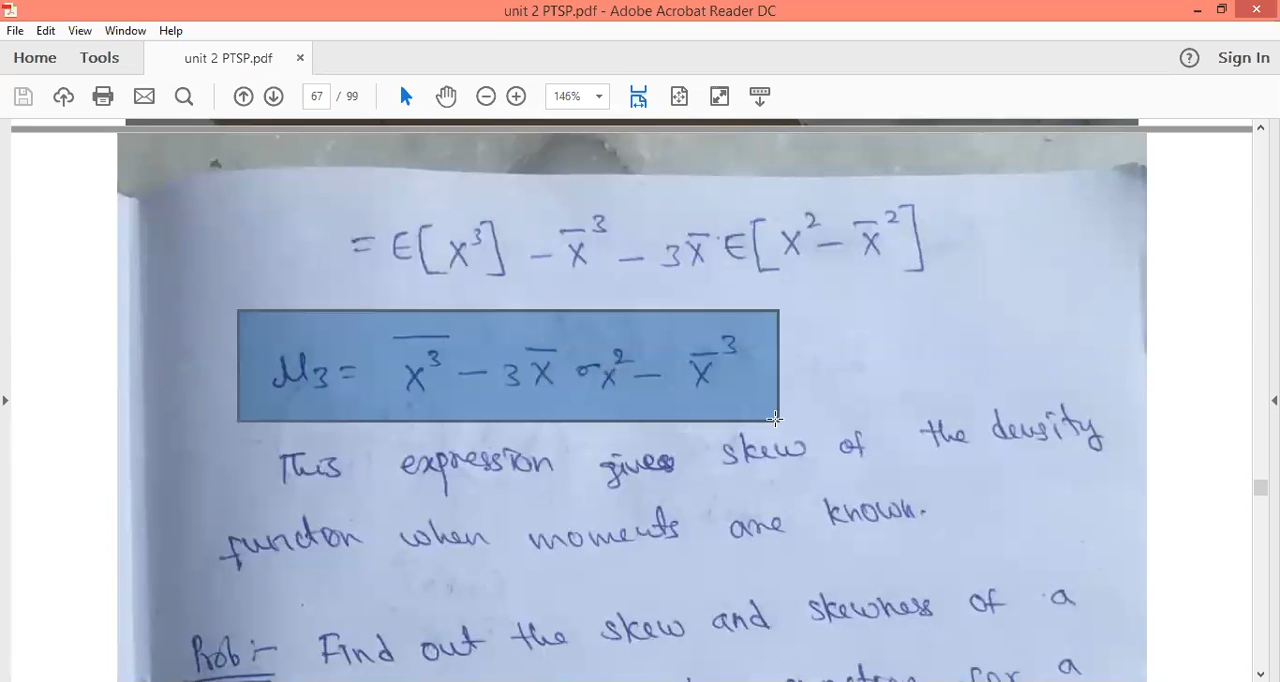 unit 2 PTSP.pdf - Adobe Acrobat Reader DC
File Edit View Window Help
Home Tools unit 2 PTSP.pdf × Sign In
67 / 99 146%
= E[X³] - X̅³ - 3X̅ E[X² - X̅²]
μ₃ = \overline{X³} - 3X̅ σx² - X̅³
This expression gives skew of the density
function when moments are known.
Prob:- Find out the skew and skewness of a
for a